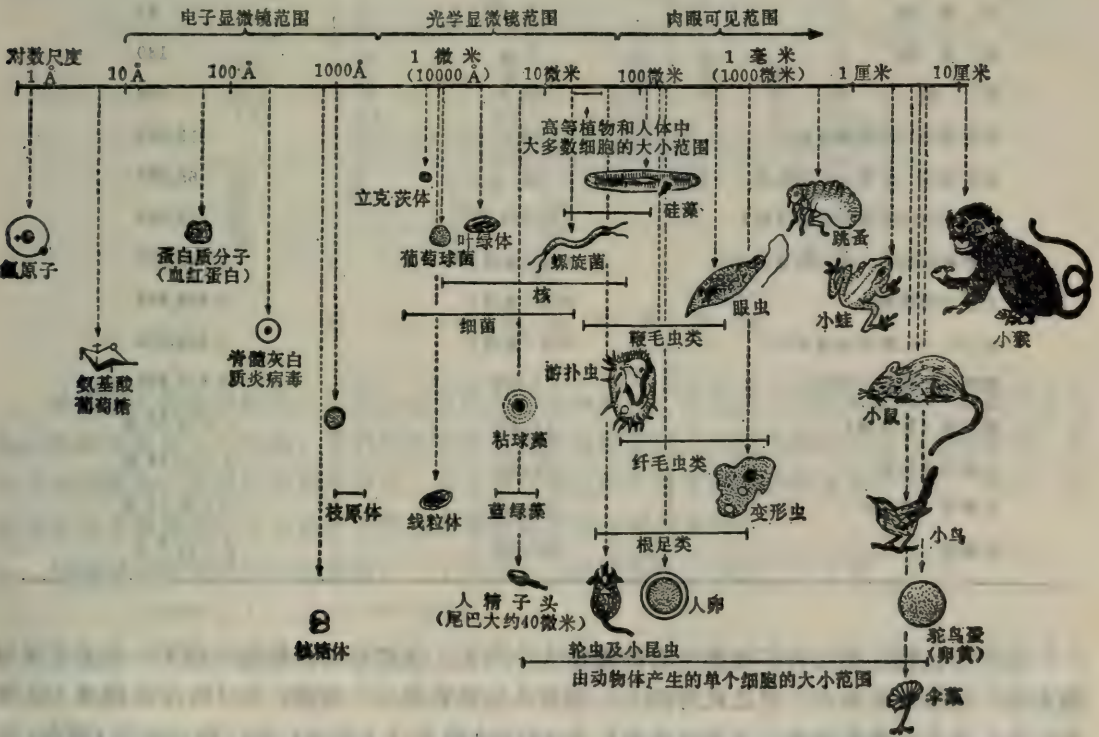 电子显微镜范围
光学显微镜范围
肉眼可见范围
对数尺度
1Å
10Å
100Å
1000Å
1 微米
(10000Å)
10微米
100微米
1 毫米
(1000微米)
1厘米
10厘米
高等植物和人体中
大多数细胞的大小范围
氢原子
氨基酸
葡萄糖
蛋白质分子
(血红蛋白)
脊髓灰白
质炎病毒
枝原体
核糖体
立克茨体
葡萄球菌
叶绿体
螺旋菌
硅藻
核
细菌
眼虫
跳蚤
小蛙
小猴
鞭毛虫类
游扑虫
粘球藻
小鼠
纤毛虫类
线粒体
蓝绿藻
变形虫
小鸟
根足类
人精子头
(尾巴大约40微米)
轮虫及小昆虫
人卵
鸵鸟蛋
(卵黄)
由动物体产生的单个细胞的大小范围
伞藻